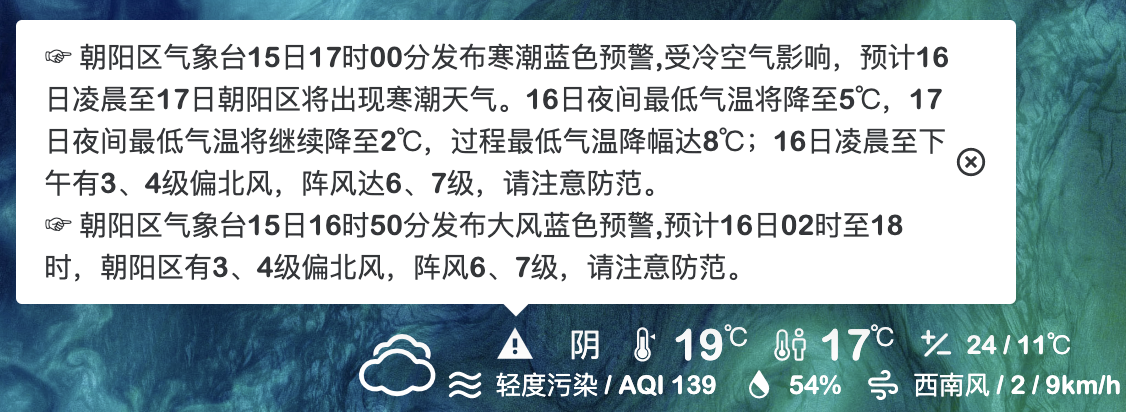 ☞ 朝阳区气象台15日17时00分发布寒潮蓝色预警,受冷空气影响，预计16
日凌晨至17日朝阳区将出现寒潮天气。16日夜间最低气温将降至5℃，17
日夜间最低气温将继续降至2℃，过程最低气温降幅达8℃；16日凌晨至下
午有3、4级偏北风，阵风达6、7级，请注意防范。
☞ 朝阳区气象台15日16时50分发布大风蓝色预警,预计16日02时至18
时，朝阳区有3、4级偏北风，阵风6、7级，请注意防范。
阴 19℃ 17℃ 24 / 11℃
轻度污染 / AQI 139 54% 西南风 / 2 / 9km/h